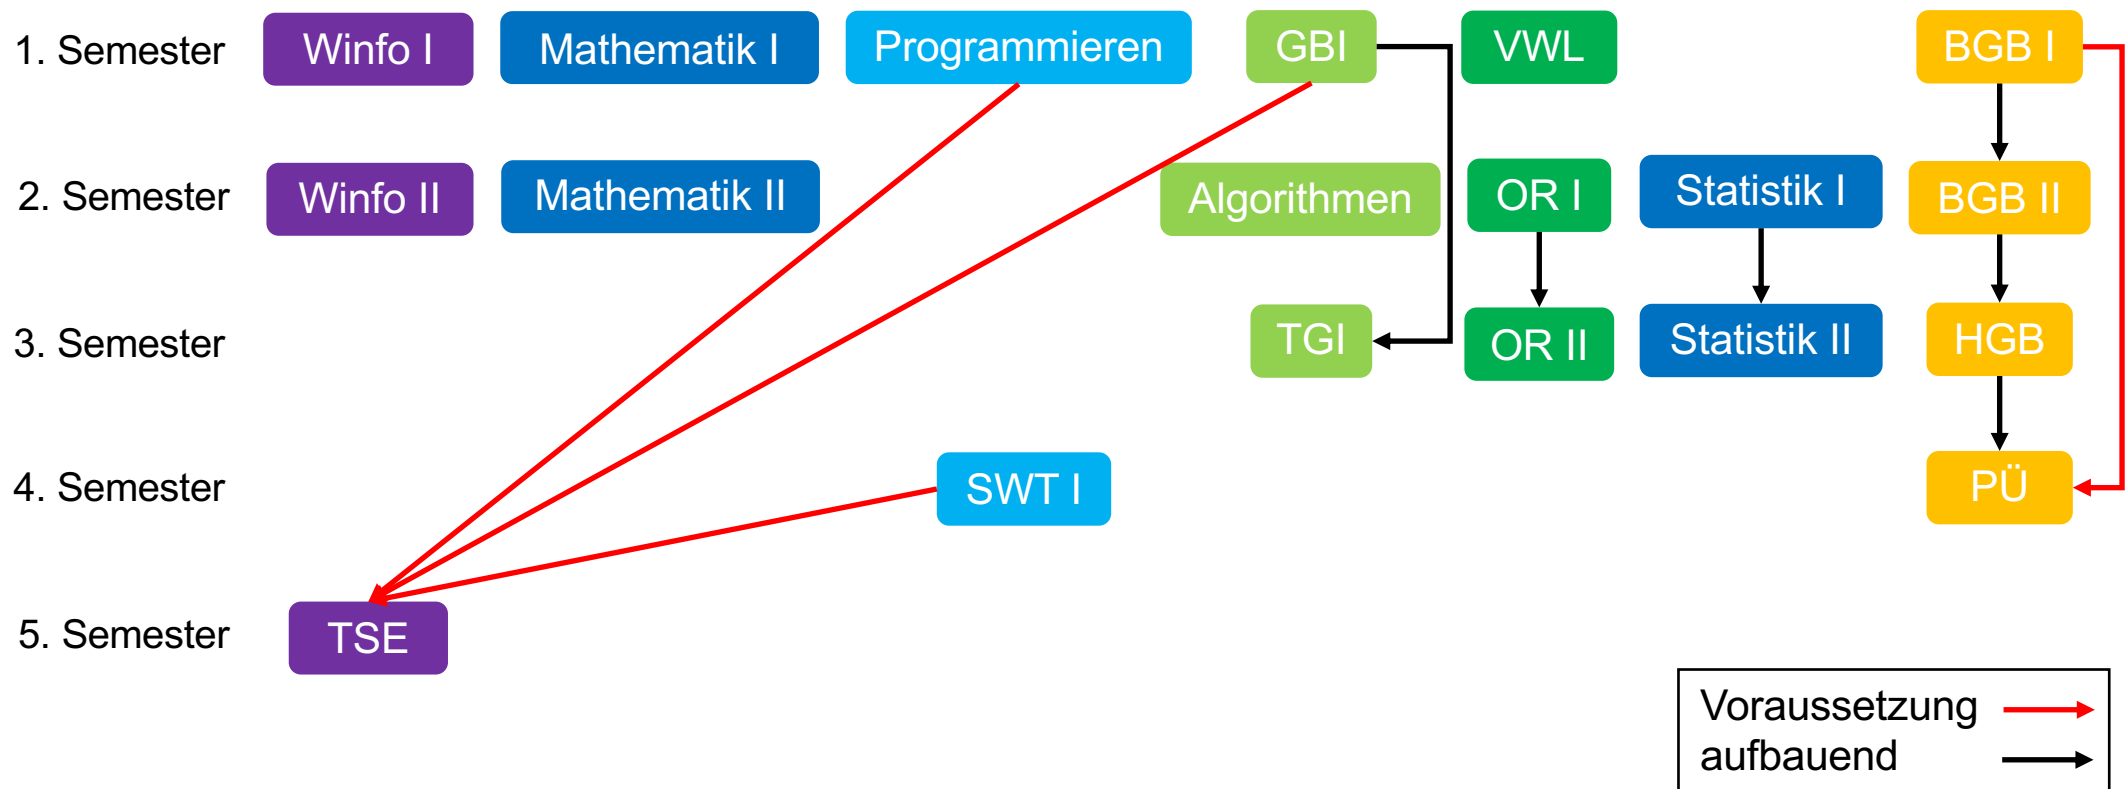 1. Semester Winfo I Mathematik I Programmieren GBI VWL BGB I
2. Semester Winfo II Mathematik II Algorithmen OR I Statistik I BGB II
3. Semester TGI OR II Statistik II HGB
4. Semester SWT I PÜ
5. Semester TSE
Voraussetzung
aufbauend